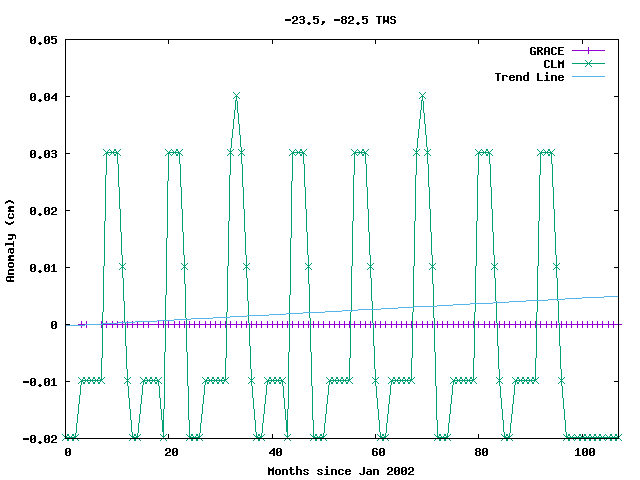 -23.5, -82.5 TWS
GRACE
CLM
Trend Line
0.05
0.04
0.03
0.02
0.01
0
-0.01
-0.02
Anomaly (cm)
0 20 40 60 80 100
Months since Jan 2002